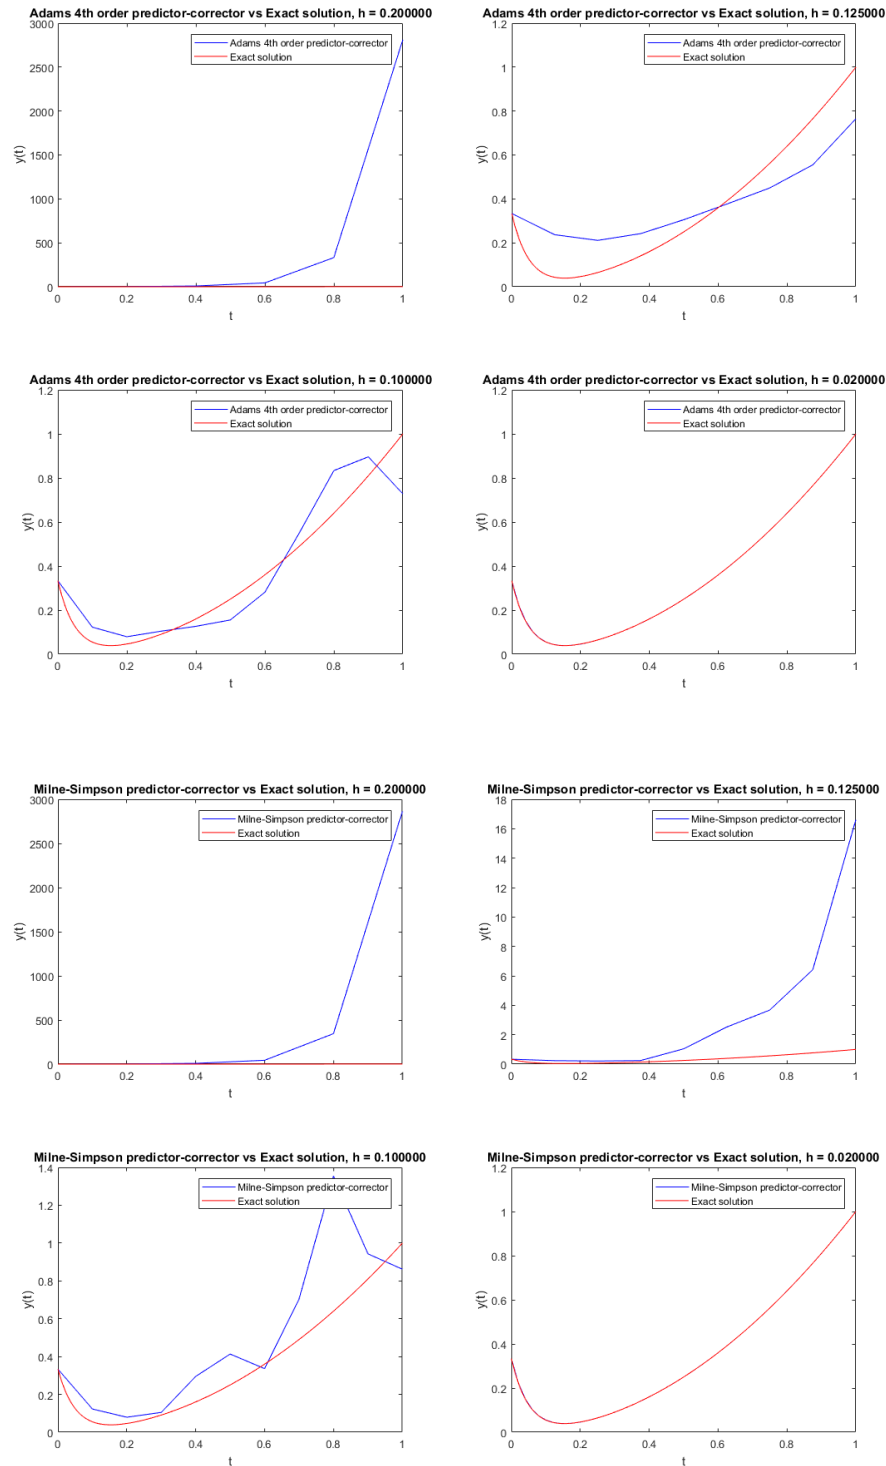 Adams 4th order predictor-corrector vs Exact solution, h = 0.200000
3000
2500
2000
1500
1000
500
0
y(t)
0
0.2
0.4
0.6
0.8
1
t
Adams 4th order predictor-corrector
Exact solution
Adams 4th order predictor-corrector vs Exact solution, h = 0.125000
1.2
1
0.8
0.6
0.4
0.2
0
y(t)
0
0.2
0.4
0.6
0.8
1
t
Adams 4th order predictor-corrector
Exact solution
Adams 4th order predictor-corrector vs Exact solution, h = 0.100000
1.2
1
0.8
0.6
0.4
0.2
0
y(t)
0
0.2
0.4
0.6
0.8
1
t
Adams 4th order predictor-corrector
Exact solution
Adams 4th order predictor-corrector vs Exact solution, h = 0.020000
1.2
1
0.8
0.6
0.4
0.2
0
y(t)
0
0.2
0.4
0.6
0.8
1
t
Adams 4th order predictor-corrector
Exact solution
Milne-Simpson predictor-corrector vs Exact solution, h = 0.200000
3000
2500
2000
1500
1000
500
0
y(t)
0
0.2
0.4
0.6
0.8
1
t
Milne-Simpson predictor-corrector
Exact solution
Milne-Simpson predictor-corrector vs Exact solution, h = 0.125000
18
16
14
12
10
8
6
4
2
0
y(t)
0
0.2
0.4
0.6
0.8
1
t
Milne-Simpson predictor-corrector
Exact solution
Milne-Simpson predictor-corrector vs Exact solution, h = 0.100000
1.4
1.2
1
0.8
0.6
0.4
0.2
0
y(t)
0
0.2
0.4
0.6
0.8
1
t
Milne-Simpson predictor-corrector
Exact solution
Milne-Simpson predictor-corrector vs Exact solution, h = 0.020000
1.2
1
0.8
0.6
0.4
0.2
0
y(t)
0
0.2
0.4
0.6
0.8
1
t
Milne-Simpson predictor-corrector
Exact solution